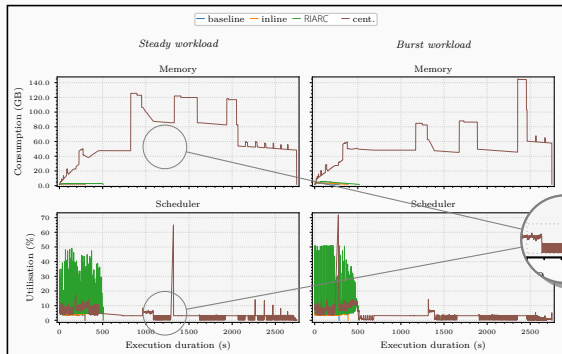 baseline inline RIARC cent.
Steady workload Burst workload
Memory Memory
Consumption (GB)
140.0
120.0
100.0
80.0
60.0
40.0
20.0
0.0
Scheduler Scheduler
Utilisation (%)
70
60
50
40
30
20
10
0
0 500 1000 1500 2000 2500 0 500 1000 1500 2000 2500
Execution duration (s) Execution duration (s)